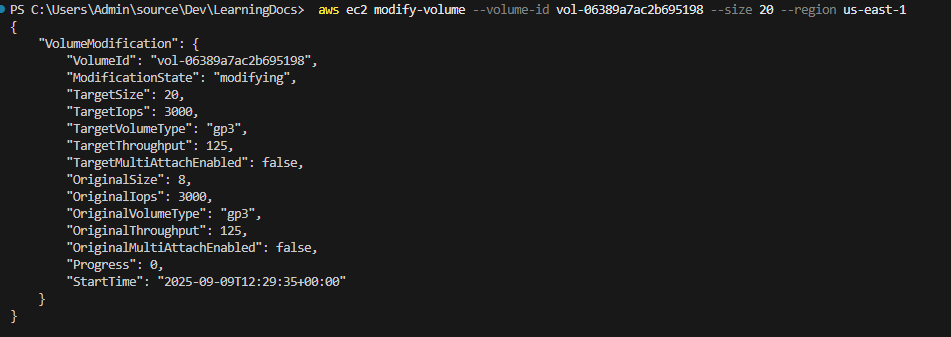 PS C:\Users\Admin\source\Dev\LearningDocs>  aws ec2 modify-volume --volume-id vol-06389a7ac2b695198 --size 20 --region us-east-1
{
    "VolumeModification": {
        "VolumeId": "vol-06389a7ac2b695198",
        "ModificationState": "modifying",
        "TargetSize": 20,
        "TargetIops": 3000,
        "TargetVolumeType": "gp3",
        "TargetThroughput": 125,
        "TargetMultiAttachEnabled": false,
        "OriginalSize": 8,
        "OriginalIops": 3000,
        "OriginalVolumeType": "gp3",
        "OriginalThroughput": 125,
        "OriginalMultiAttachEnabled": false,
        "Progress": 0,
        "StartTime": "2025-09-09T12:29:35+00:00"
    }
}